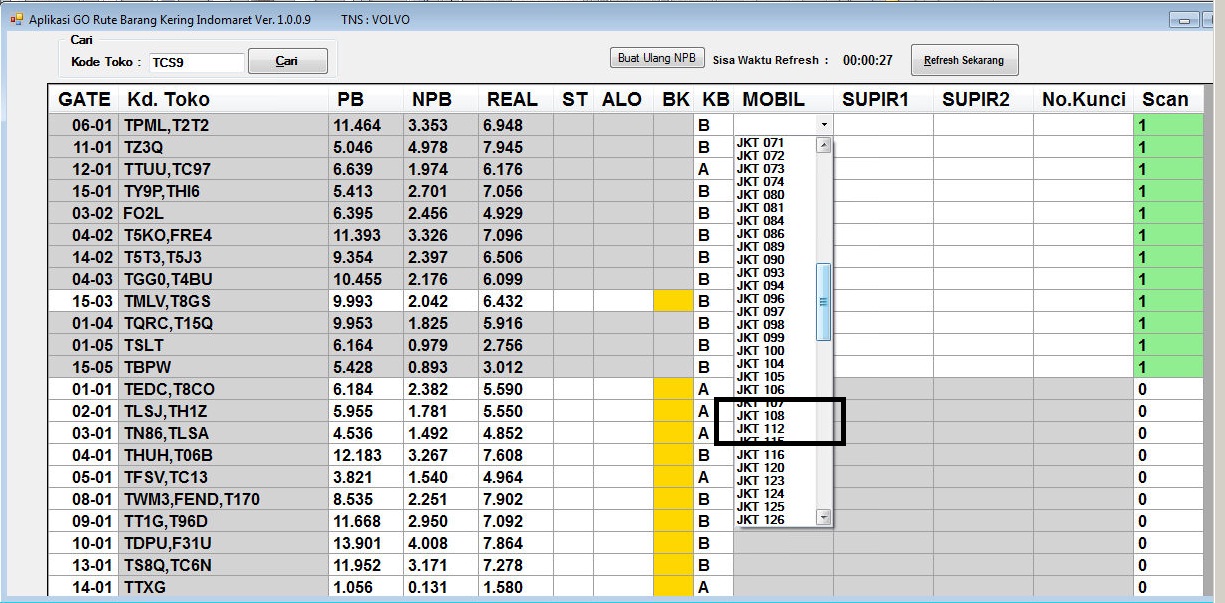 Aplikasi GO Rute Barang Kering Indomaret Ver. 1.0.0.9 TNS : VOLVO
Cari
Kode Toko : TCS9 Cari Buat Ulang NPB Sisa Waktu Refresh : 00:00:27 Refresh Sekarang
GATE Kd. Toko PB NPB REAL ST ALO BK KB MOBIL SUPIR1 SUPIR2 No.Kunci Scan
06-01 TPML,T2T2 11.464 3.353 6.948 B 1
11-01 TZ3Q 5.046 4.978 7.945 B 1
12-01 TTUU,TC97 6.639 1.974 6.176 A 1
15-01 TY9P,THI6 5.413 2.701 7.056 B 1
03-02 FO2L 6.395 2.456 4.929 B 1
04-02 T5KO,FRE4 11.393 3.326 7.096 B 1
14-02 T5T3,T5J3 9.354 2.397 6.506 B 1
04-03 TGG0,T4BU 10.455 2.176 6.099 B 1
15-03 TMLV,T8GS 9.993 2.042 6.432 B 1
01-04 TQRC,T15Q 9.953 1.825 5.916 B 1
01-05 TSLT 6.164 0.979 2.756 B 1
15-05 TBPW 5.428 0.893 3.012 B 1
01-01 TEDC,T8CO 6.184 2.382 5.590 A 0
02-01 TLSJ,TH1Z 5.955 1.781 5.550 A 0
03-01 TN86,TLSA 4.536 1.492 4.852 A 0
04-01 THUH,T06B 12.183 3.267 7.608 B 0
05-01 TFSV,TC13 3.821 1.540 4.964 A 0
08-01 TWM3,FEND,T170 8.535 2.251 7.902 B 0
09-01 TT1G,T96D 11.668 2.950 7.092 B 0
10-01 TDPU,F31U 13.901 4.008 7.864 B 0
13-01 TS8Q,TC6N 11.952 3.171 7.278 B 0
14-01 TTXG 1.056 0.131 1.580 A 0
JKT 071
JKT 072
JKT 073
JKT 074
JKT 080
JKT 081
JKT 084
JKT 086
JKT 089
JKT 090
JKT 093
JKT 094
JKT 096
JKT 097
JKT 098
JKT 099
JKT 100
JKT 104
JKT 105
JKT 106
JKT 107
JKT 108
JKT 112
JKT 115
JKT 116
JKT 120
JKT 123
JKT 124
JKT 125
JKT 126